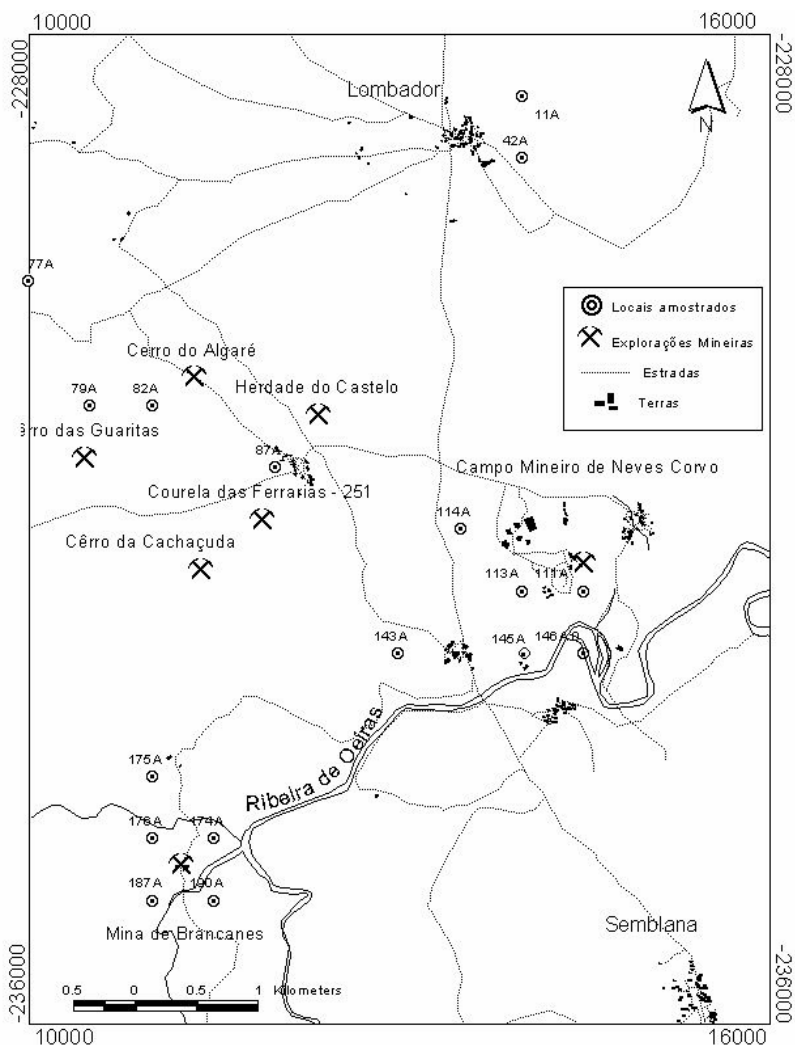 10000
16000
-228000
-228000
Lombador
11A
42A
N
77A
Locais amostrados
Explorações Mineiras
Estradas
Terras
Cerro do Algaré
79A
82A
Herdade do Castelo
êrro das Guaritas
87A
Campo Mineiro de Neves Corvo
Courela das Ferrarias - 251
114A
Cêrro da Cachaçuda
113A
111A
143A
145A
146A
Ribeira de Oeiras
175A
176A
174A
187A
190A
Mina de Brancanes
Semblana
-236000
-236000
0.5 0 0.5 1 Kilometers
10000
16000